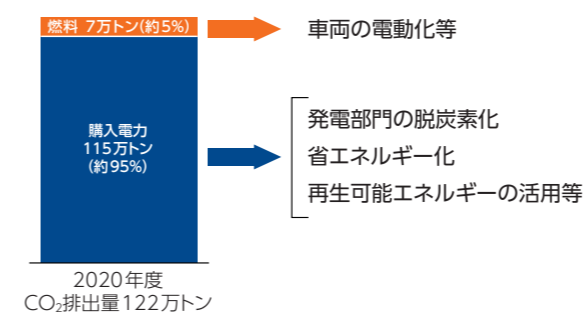 燃料 7万トン(約5%)
車両の電動化等
購入電力
115万トン
(約95%)
発電部門の脱炭素化
省エネルギー化
再生可能エネルギーの活用等
2020年度
CO₂排出量122万トン